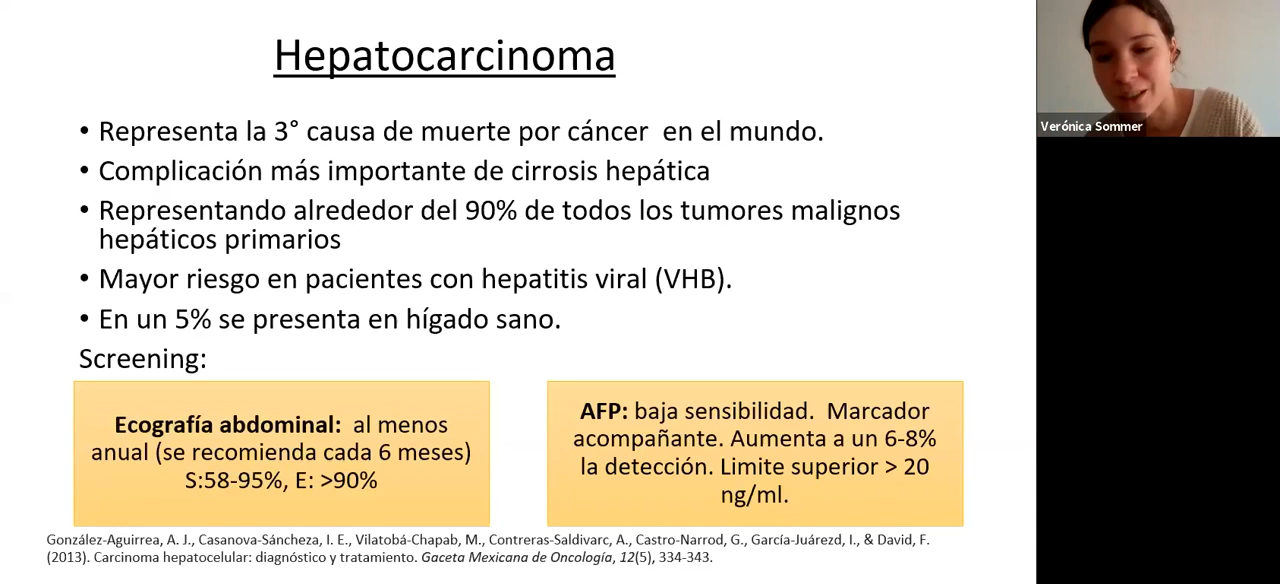 Hepatocarcinoma
• Representa la 3° causa de muerte por cáncer  en el mundo.
• Complicación más importante de cirrosis hepática
• Representando alrededor del 90% de todos los tumores malignos
hepáticos primarios
• Mayor riesgo en pacientes con hepatitis viral (VHB).
• En un 5% se presenta en hígado sano.
Screening:
Ecografía abdominal:  al menos
anual (se recomienda cada 6 meses)
S:58-95%, E: >90%
AFP: baja sensibilidad.  Marcador
acompañante. Aumenta a un 6-8%
la detección. Limite superior > 20
ng/ml.
González-Aguirrea, A. J., Casanova-Sáncheza, I. E., Vilatobá-Chapab, M., Contreras-Saldivarc, A., Castro-Narrod, G., García-Juárezd, I., & David, F.
(2013). Carcinoma hepatocelular: diagnóstico y tratamiento. Gaceta Mexicana de Oncología, 12(5), 334-343.
Verónica Sommer